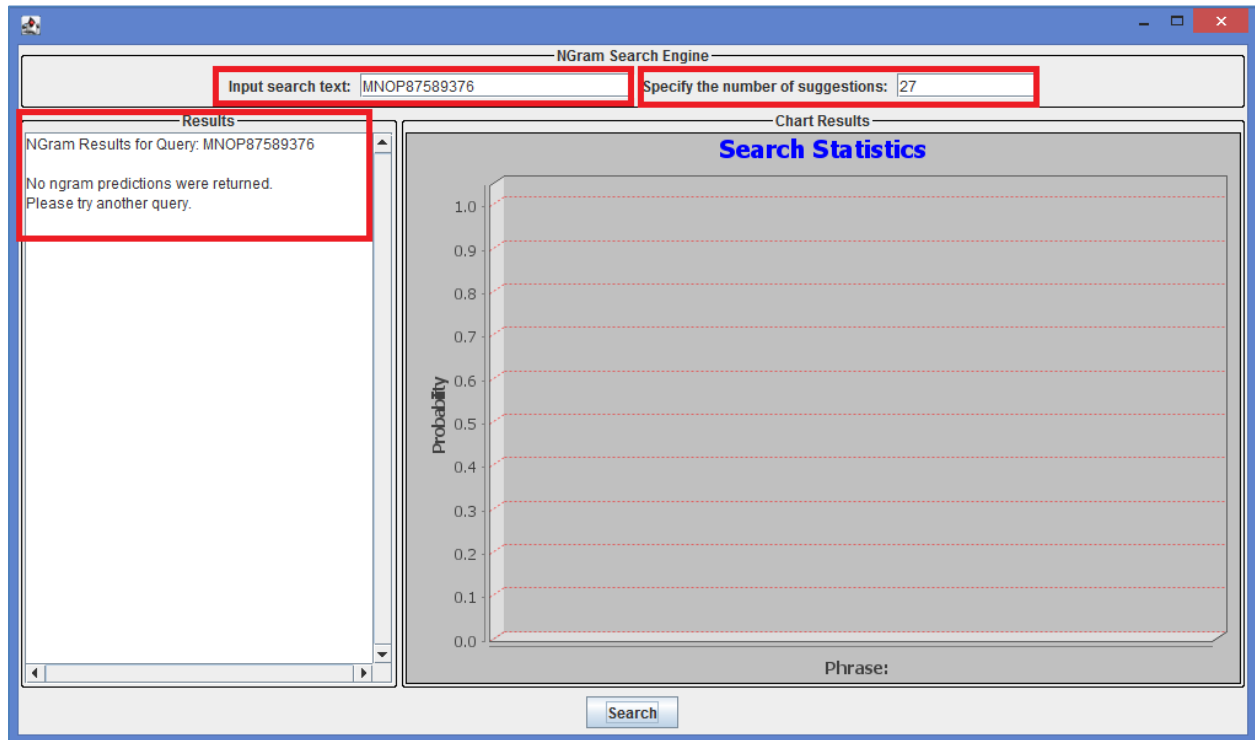 NGram Search Engine
Input search text: MNOP87589376 Specify the number of suggestions: 27
Results
NGram Results for Query: MNOP87589376
No ngram predictions were returned.
Please try another query.
Chart Results
Search Statistics
1.0
0.9
0.8
0.7
0.6
0.5
0.4
0.3
0.2
0.1
0.0
Probability
Phrase:
Search